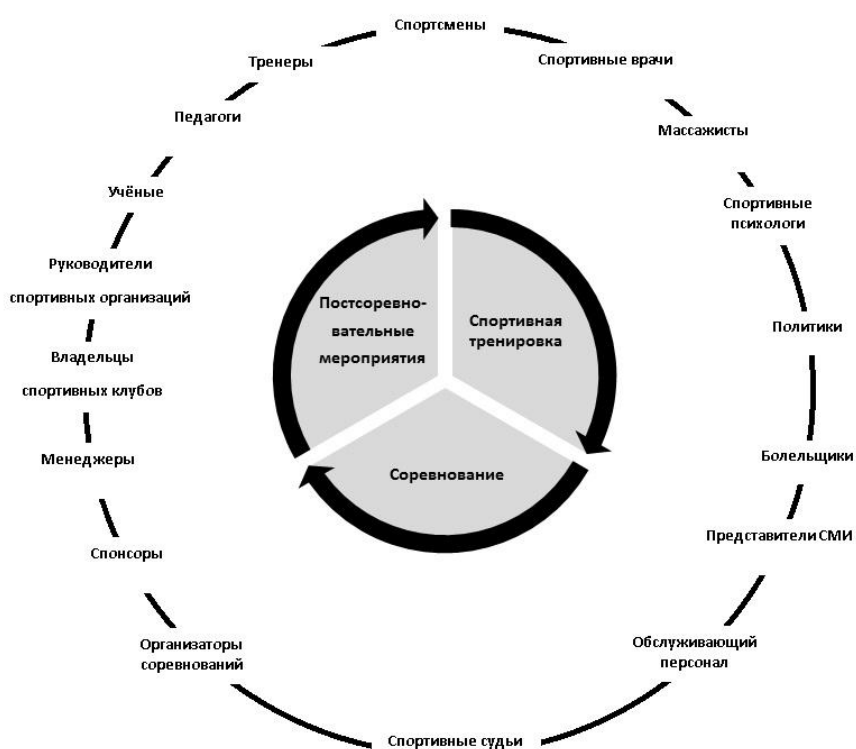 Спортсмены
Спортивные врачи
Массажисты
Спортивные
психологи
Политики
Болельщики
Представители СМИ
Обслуживающий
персонал
Спортивные судьи
Организаторы
соревнований
Спонсоры
Менеджеры
Владельцы
спортивных клубов
Руководители
спортивных организаций
Учёные
Педагоги
Тренеры
Спортивная
тренировка
Соревнование
Постсоревно-
вательные
мероприятия